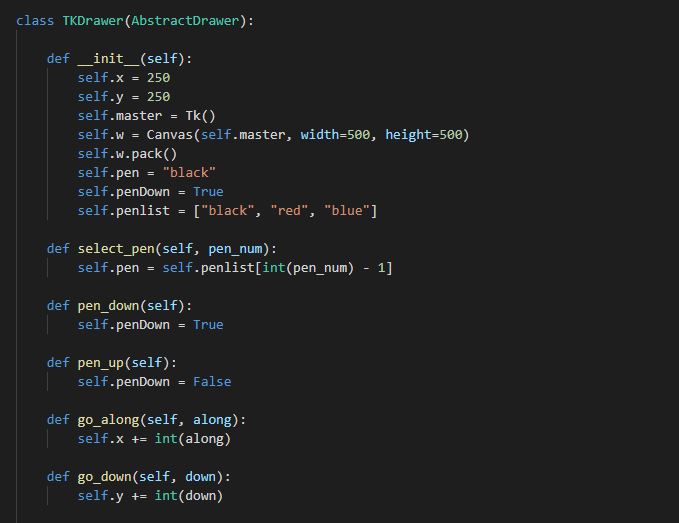 class TKDrawer(AbstractDrawer):
def __init__(self):
self.x = 250
self.y = 250
self.master = Tk()
self.w = Canvas(self.master, width=500, height=500)
self.w.pack()
self.pen = "black"
self.penDown = True
self.penlist = ["black", "red", "blue"]
def select_pen(self, pen_num):
self.pen = self.penlist[int(pen_num) - 1]
def pen_down(self):
self.penDown = True
def pen_up(self):
self.penDown = False
def go_along(self, along):
self.x += int(along)
def go_down(self, down):
self.y += int(down)